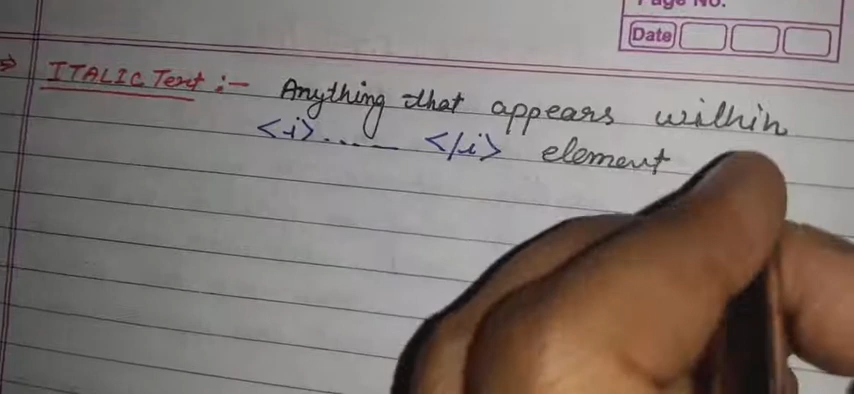 Page No.
Date
⇒ ITALIC Text :- Anything that appears within
<i>..... </i> element